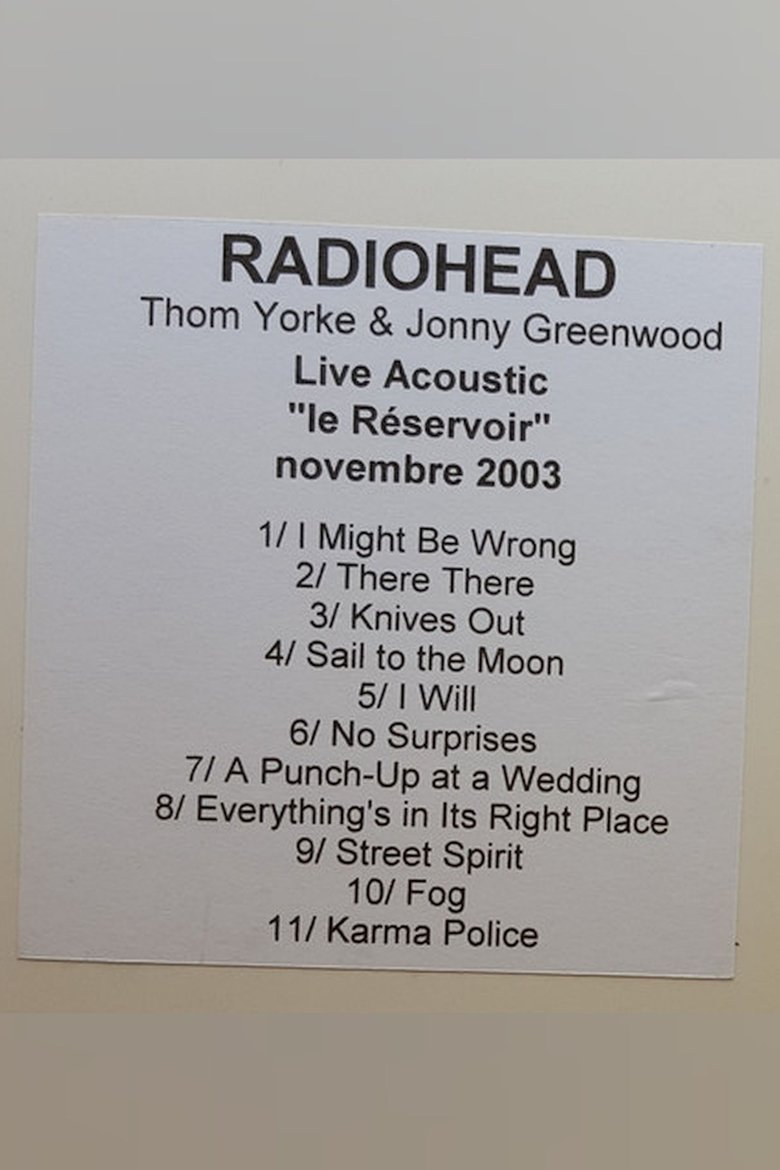 RADIOHEAD
Thom Yorke & Jonny Greenwood
Live Acoustic
"le Réservoir"
novembre 2003
1/ I Might Be Wrong
2/ There There
3/ Knives Out
4/ Sail to the Moon
5/ I Will
6/ No Surprises
7/ A Punch-Up at a Wedding
8/ Everything's in Its Right Place
9/ Street Spirit
10/ Fog
11/ Karma Police